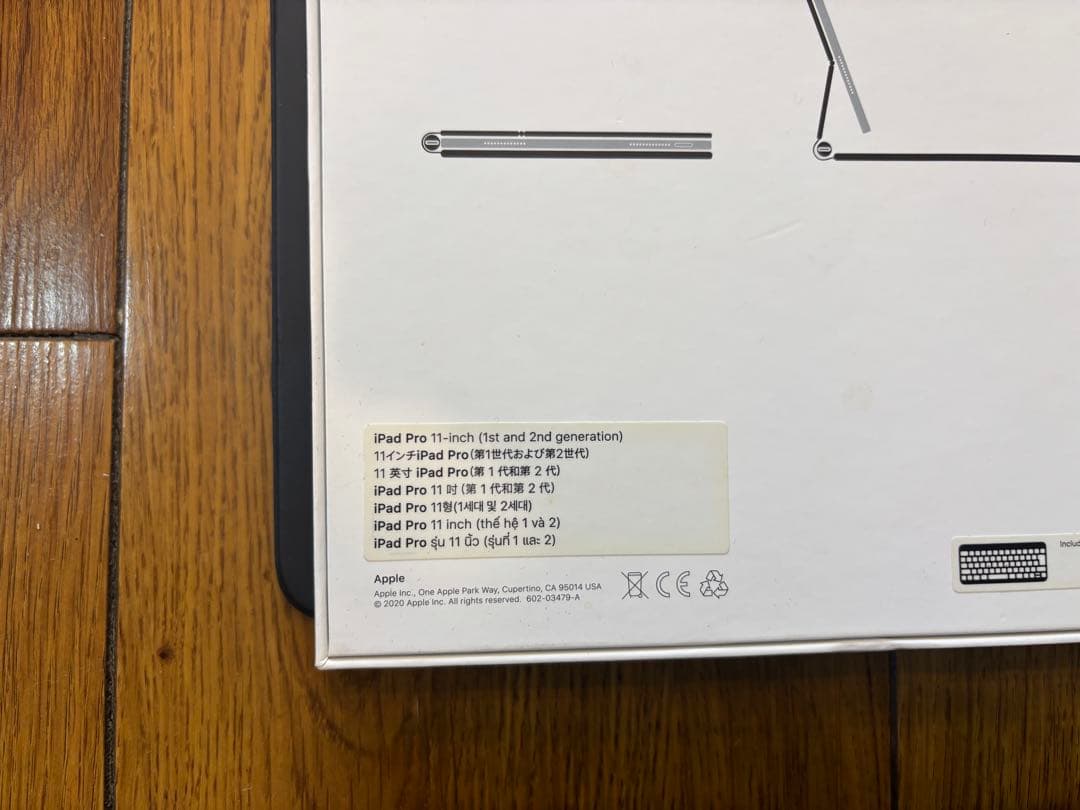 iPad Pro 11-inch (1st and 2nd generation)
11インチiPad Pro(第1世代および第2世代)
11 英寸 iPad Pro(第 1 代和第 2 代)
iPad Pro 11 吋 (第 1 代和第 2 代)
iPad Pro 11형(1세대 및 2세대)
iPad Pro 11 inch (thế hệ 1 và 2)
iPad Pro รุ่น 11 นิ้ว (รุ่นที่ 1 และ 2)
Apple
Apple Inc., One Apple Park Way, Cupertino, CA 95014 USA
© 2020 Apple Inc. All rights reserved. 602-03479-A